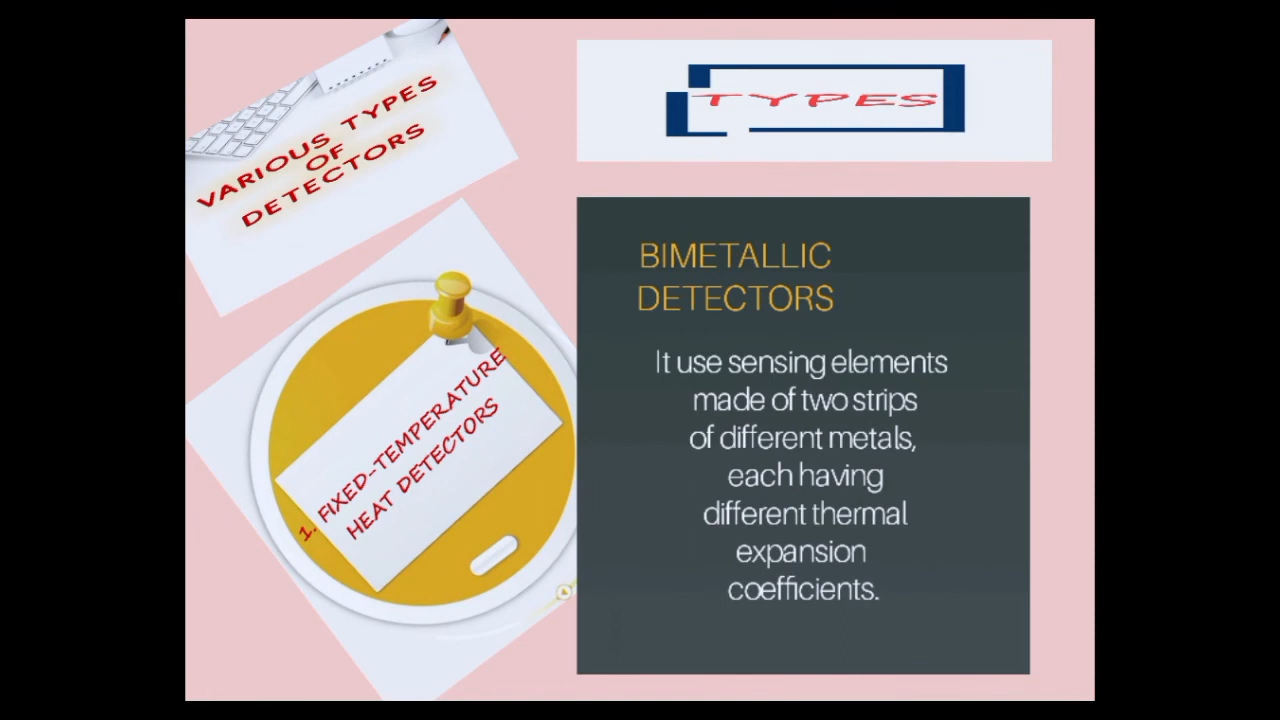 VARIOUS TYPES
OF
DETECTORS
1. FIXED-TEMPERATURE
HEAT DETECTORS
TYPES
BIMETALLIC
DETECTORS
It use sensing elements
made of two strips
of different metals,
each having
different thermal
expansion
coefficients.